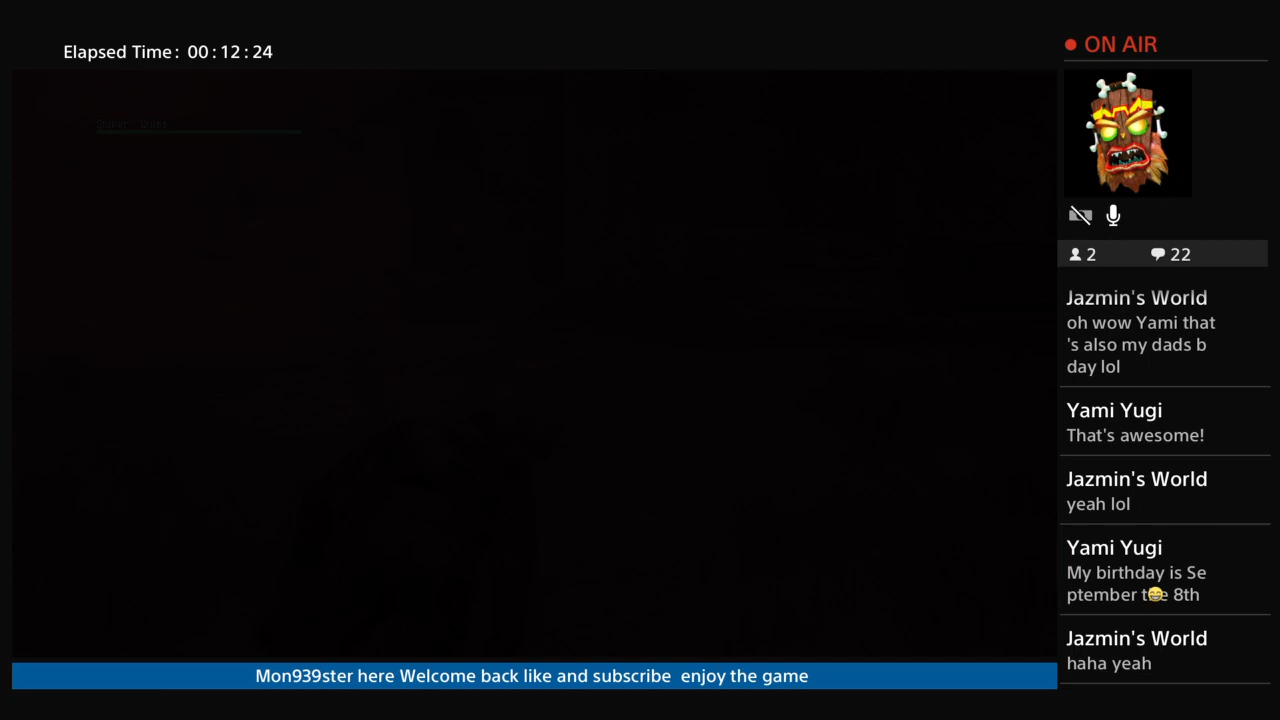 Elapsed Time: 00:12:24
ON AIR
2 22
Jazmin's World
oh wow Yami that
's also my dads b
day lol
Yami Yugi
That's awesome!
Jazmin's World
yeah lol
Yami Yugi
My birthday is Se
ptember t😄e 8th
Jazmin's World
haha yeah
Mon939ster here Welcome back like and subscribe enjoy the game